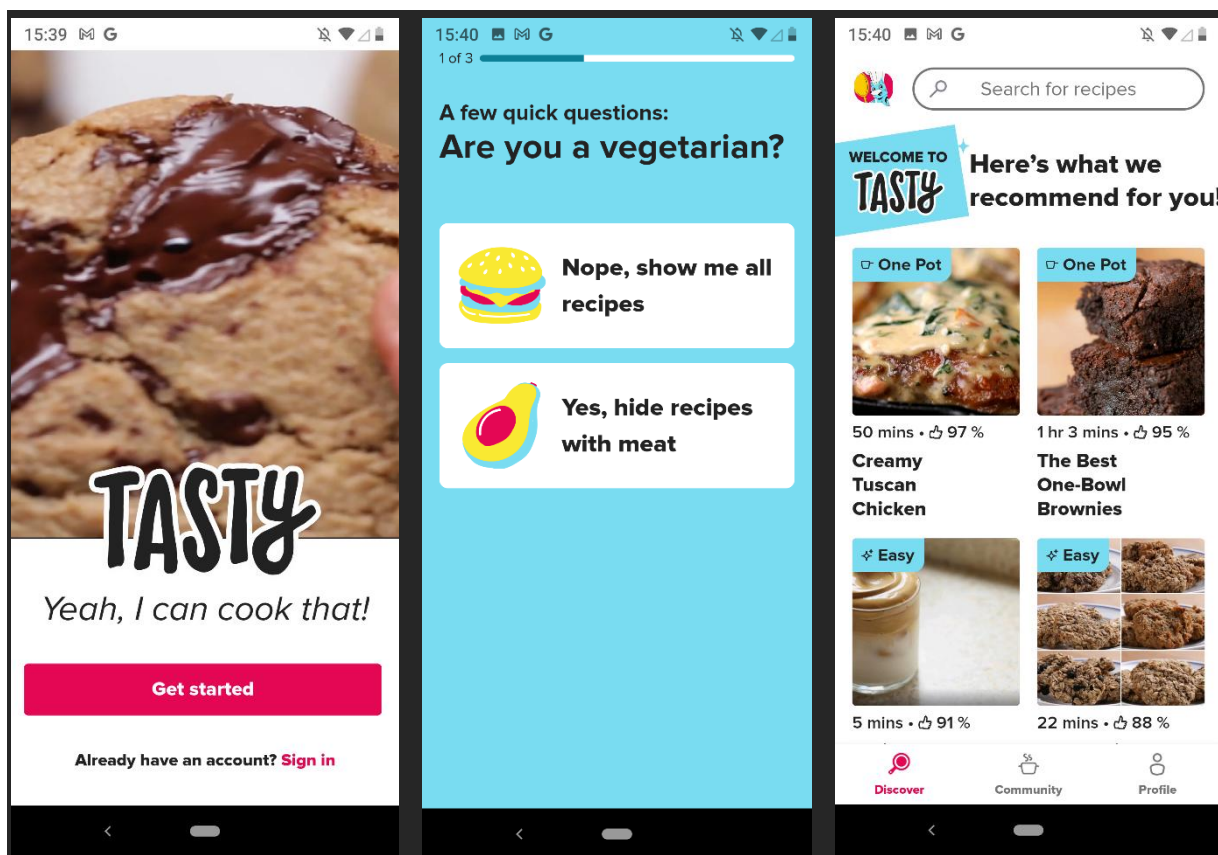 15:39
TASTY
Yeah, I can cook that!
Get started
Already have an account? Sign in
15:40
1 of 3
A few quick questions:
Are you a vegetarian?
Nope, show me all
recipes
Yes, hide recipes
with meat
15:40
Search for recipes
WELCOME TO
TASTY
Here's what we
recommend for you!
One Pot
One Pot
50 mins • 97 %
1 hr 3 mins • 95 %
Creamy
Tuscan
Chicken
The Best
One-Bowl
Brownies
Easy
Easy
5 mins • 91 %
22 mins • 88 %
Discover
Community
Profile